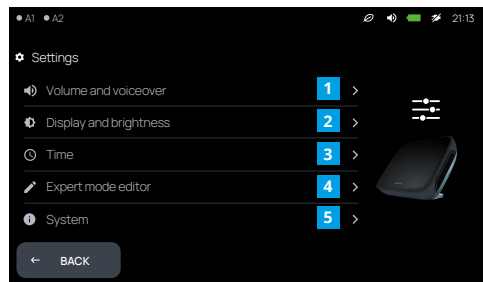 A1 A2 21:13
Settings
Volume and voiceover 1
Display and brightness 2
Time 3
Expert mode editor 4
System 5
BACK